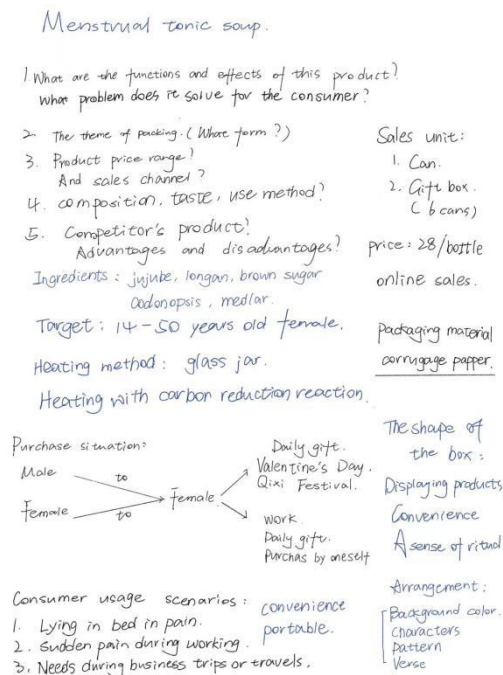 Menstrual tonic soup.
1. What are the functions and effects of this product?
What problem does it solve for the consumer?
2. The theme of packing. (What form?)
3. Product price range?
And sales channel?
4. composition, taste, use method?
5. Competitor's product?
Advantages and disadvantages?
Sales unit:
1. Can.
2. Gift box.
(6 cans)
price: 28/bottle
online sales.
Packaging material
corrugage papper.
Ingredients: jujube, longan, brown sugar
Codonopsis, medlar.
Target: 14-50 years old female.
Heating method: glass jar.
Heating with carbon reduction reaction.
Purchase situation:
Male
to
Female
to
Female
Daily gift.
Valentine's Day.
Qixi Festival.
work
Daily gift.
Purchas by oneself
The shape of
the box:
Displaying products
Convenience
A sense of ritual
Consumer usage scenarios:
1. Lying in bed in pain.
2. Sudden pain during working.
3. Needs during business trips or travels.
convenience
portable.
Arrangement:
Background color.
Characters
Pattern
Verse